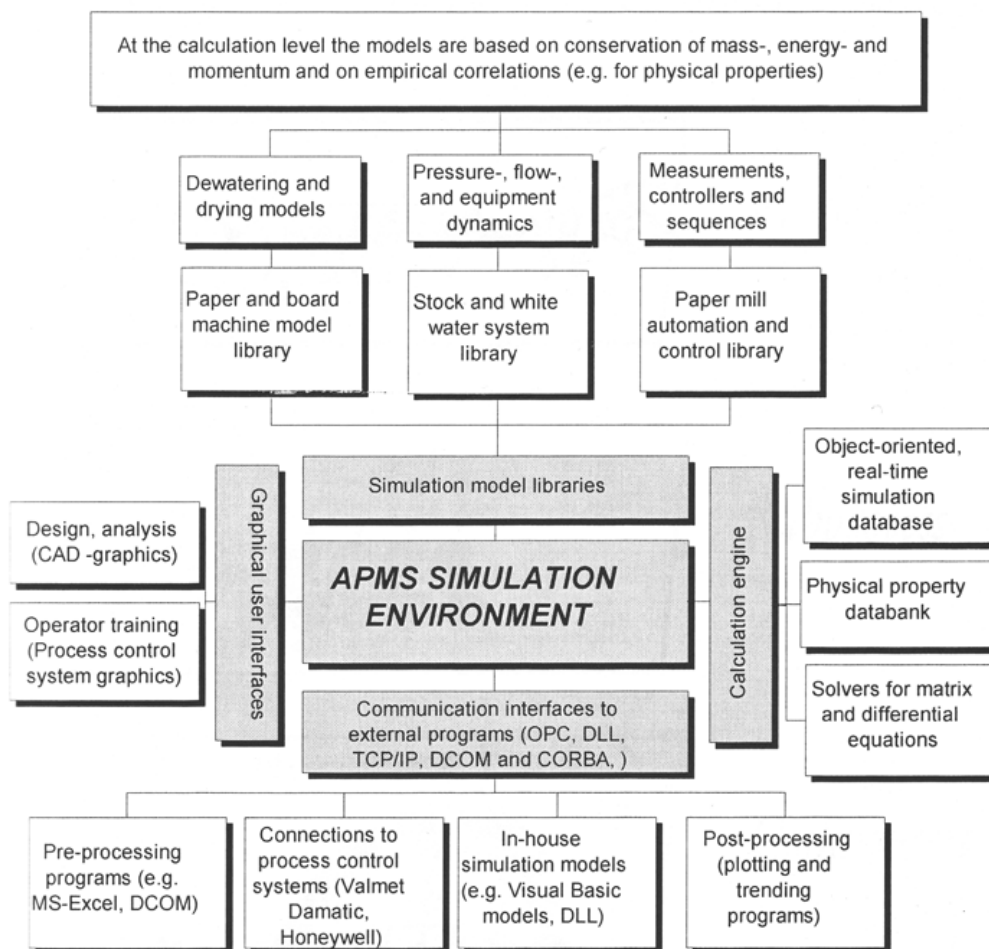 At the calculation level the models are based on conservation of mass-, energy- and
momentum and on empirical correlations (e.g. for physical properties)
Dewatering and
drying models
Pressure-, flow-,
and equipment
dynamics
Measurements,
controllers and
sequences
Paper and board
machine model
library
Stock and white
water system
library
Paper mill
automation and
control library
Simulation model libraries
Graphical user interfaces
Design, analysis
(CAD -graphics)
Operator training
(Process control
system graphics)
APMS SIMULATION
ENVIRONMENT
Calculation engine
Object-oriented,
real-time
simulation
database
Physical property
databank
Solvers for matrix
and differential
equations
Communication interfaces to
external programs (OPC, DLL,
TCP/IP, DCOM and CORBA, )
Pre-processing
programs (e.g.
MS-Excel, DCOM)
Connections to
process control
systems (Valmet
Damatic,
Honeywell)
In-house
simulation models
(e.g. Visual Basic
models, DLL)
Post-processing
(plotting and
trending
programs)